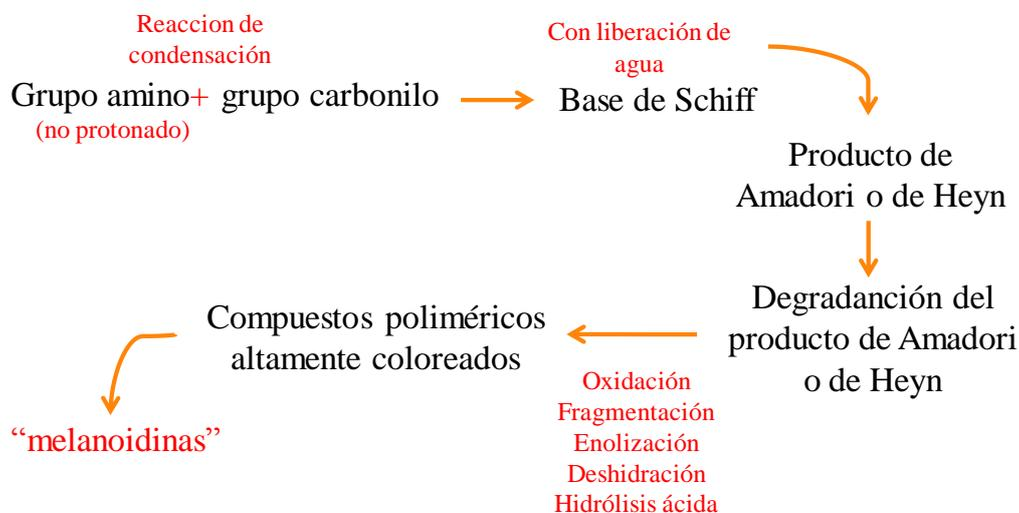 Reaccion de
condensación
Grupo amino+ grupo carbonilo
(no protonado)
Con liberación de
agua
Base de Schiff
Producto de
Amadori o de Heyn
Degradanción del
producto de Amadori
o de Heyn
Oxidación
Fragmentación
Enolización
Deshidración
Hidrólisis ácida
Compuestos poliméricos
altamente coloreados
“melanoidinas”